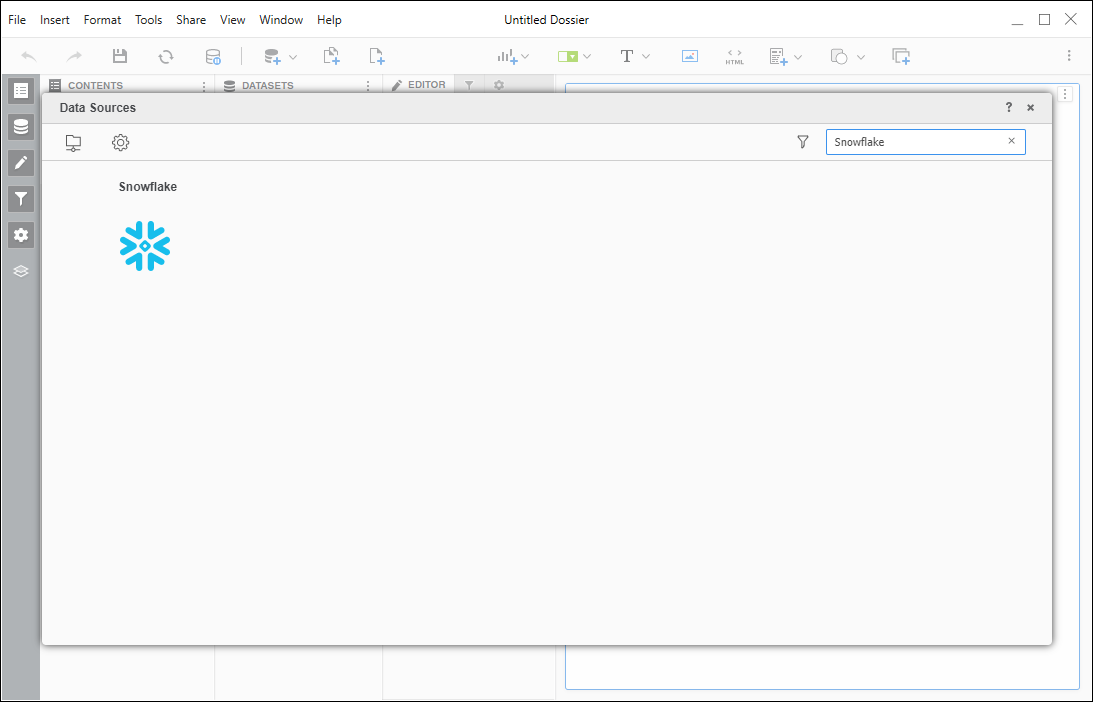 File Insert Format Tools Share View Window Help Untitled Dossier
T HTML
CONTENTS DATASETS EDITOR
Data Sources ?
Snowflake
Snowflake